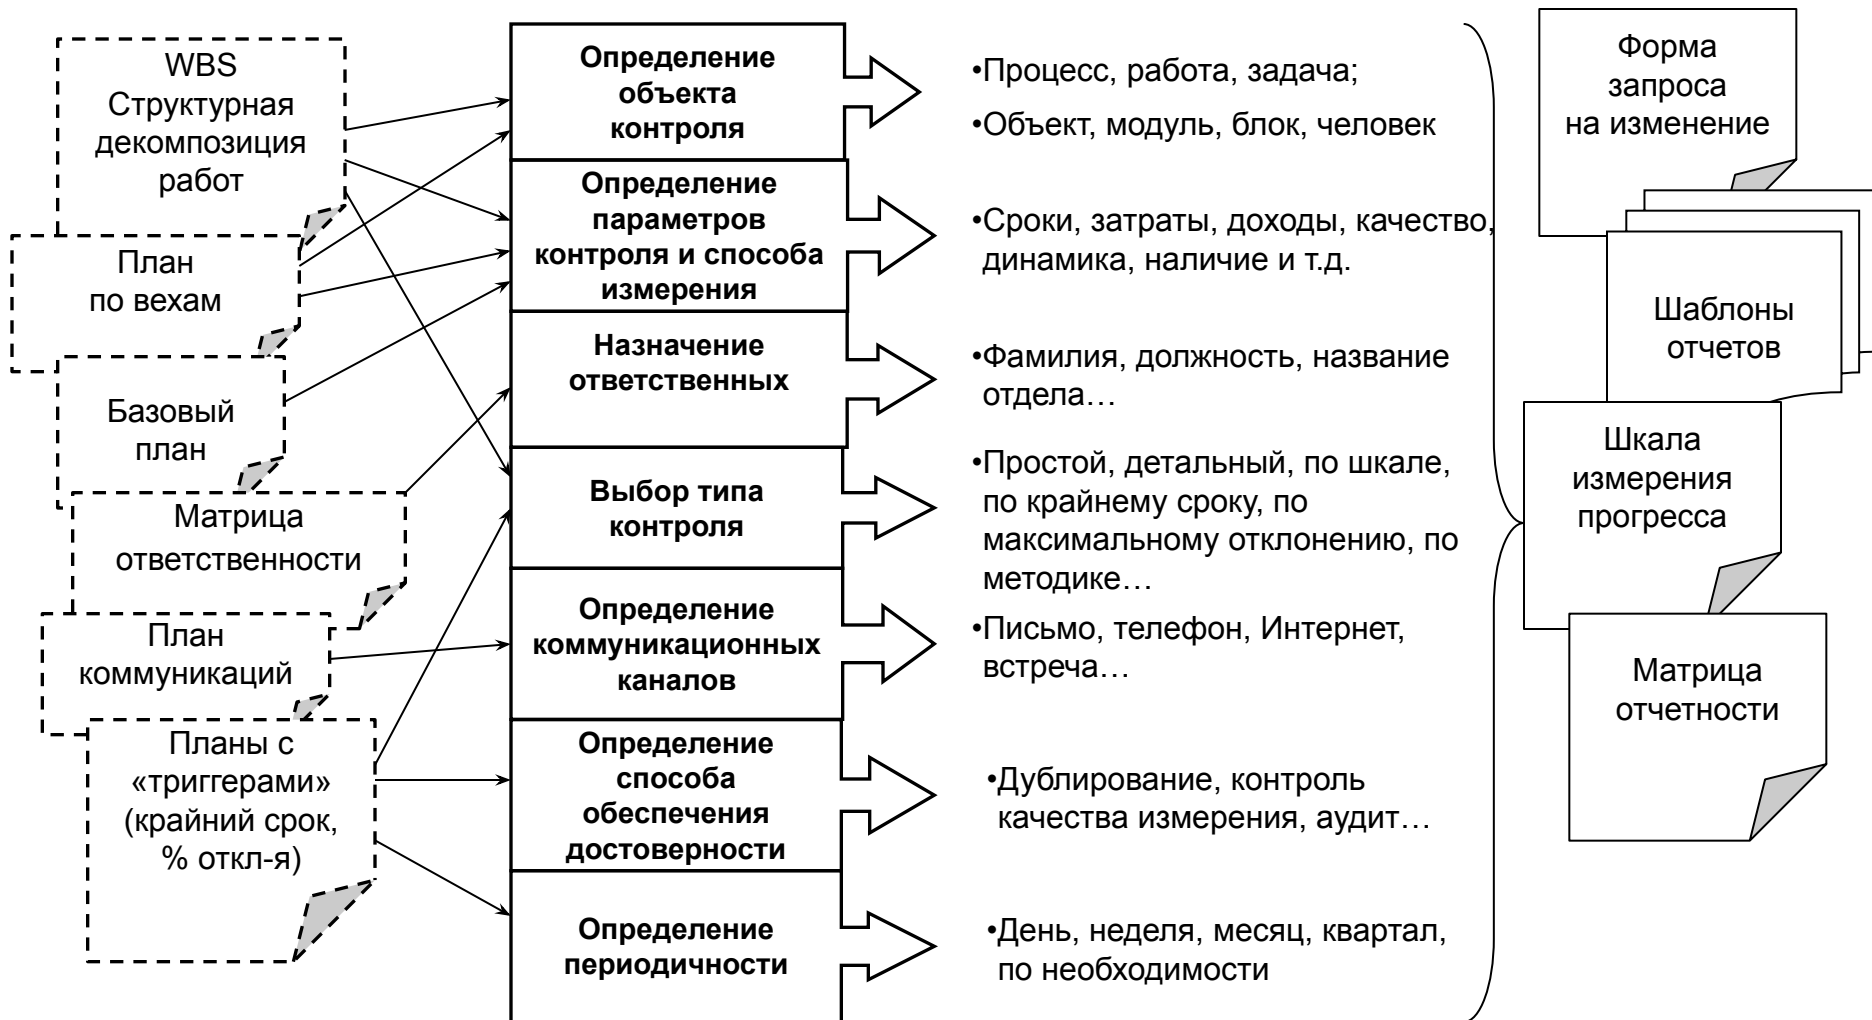 WBS
Структурная
декомпозиция
работ
План
по вехам
Базовый
план
Матрица
ответственности
План
коммуникаций
Планы с
«триггерами»
(крайний срок,
% откл-я)
Определение
объекта
контроля
Определение
параметров
контроля и способа
измерения
Назначение
ответственных
Выбор типа
контроля
Определение
коммуникационных
каналов
Определение
способа
обеспечения
достоверности
Определение
периодичности
•Процесс, работа, задача;
•Объект, модуль, блок, человек
•Сроки, затраты, доходы, качество,
динамика, наличие и т.д.
•Фамилия, должность, название
отдела…
•Простой, детальный, по шкале,
по крайнему сроку, по
максимальному отклонению, по
методике…
•Письмо, телефон, Интернет,
встреча…
•Дублирование, контроль
качества измерения, аудит…
•День, неделя, месяц, квартал,
по необходимости
Форма
запроса
на изменение
Шаблоны
отчетов
Шкала
измерения
прогресса
Матрица
отчетности